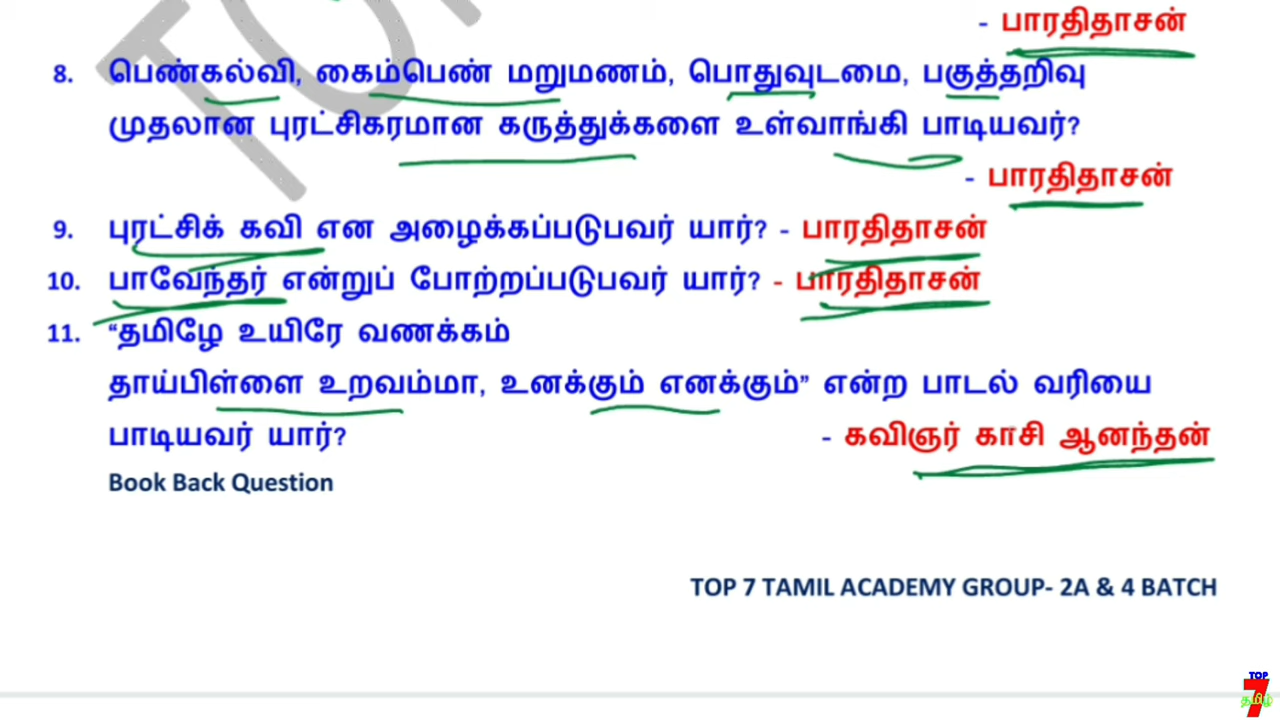 - பாரதிதாசன்
8. பெண்கல்வி, கைம்பெண் மறுமணம், பொதுவுடமை, பகுத்தறிவு
முதலான புரட்சிகரமான கருத்துக்களை உள்வாங்கி பாடியவர்?
- பாரதிதாசன்
9. புரட்சிக் கவி என அழைக்கப்படுபவர் யார்? - பாரதிதாசன்
10. பாவேந்தர் என்றுப் போற்றப்படுபவர் யார்? - பாரதிதாசன்
11. “தமிழே உயிரே வணக்கம்
தாய்பிள்ளை உறவம்மா, உனக்கும் எனக்கும்” என்ற பாடல் வரியை
பாடியவர் யார்? - கவிஞர் காசி ஆனந்தன்
Book Back Question
TOP 7 TAMIL ACADEMY GROUP- 2A & 4 BATCH
TOP
7
தமிழ்